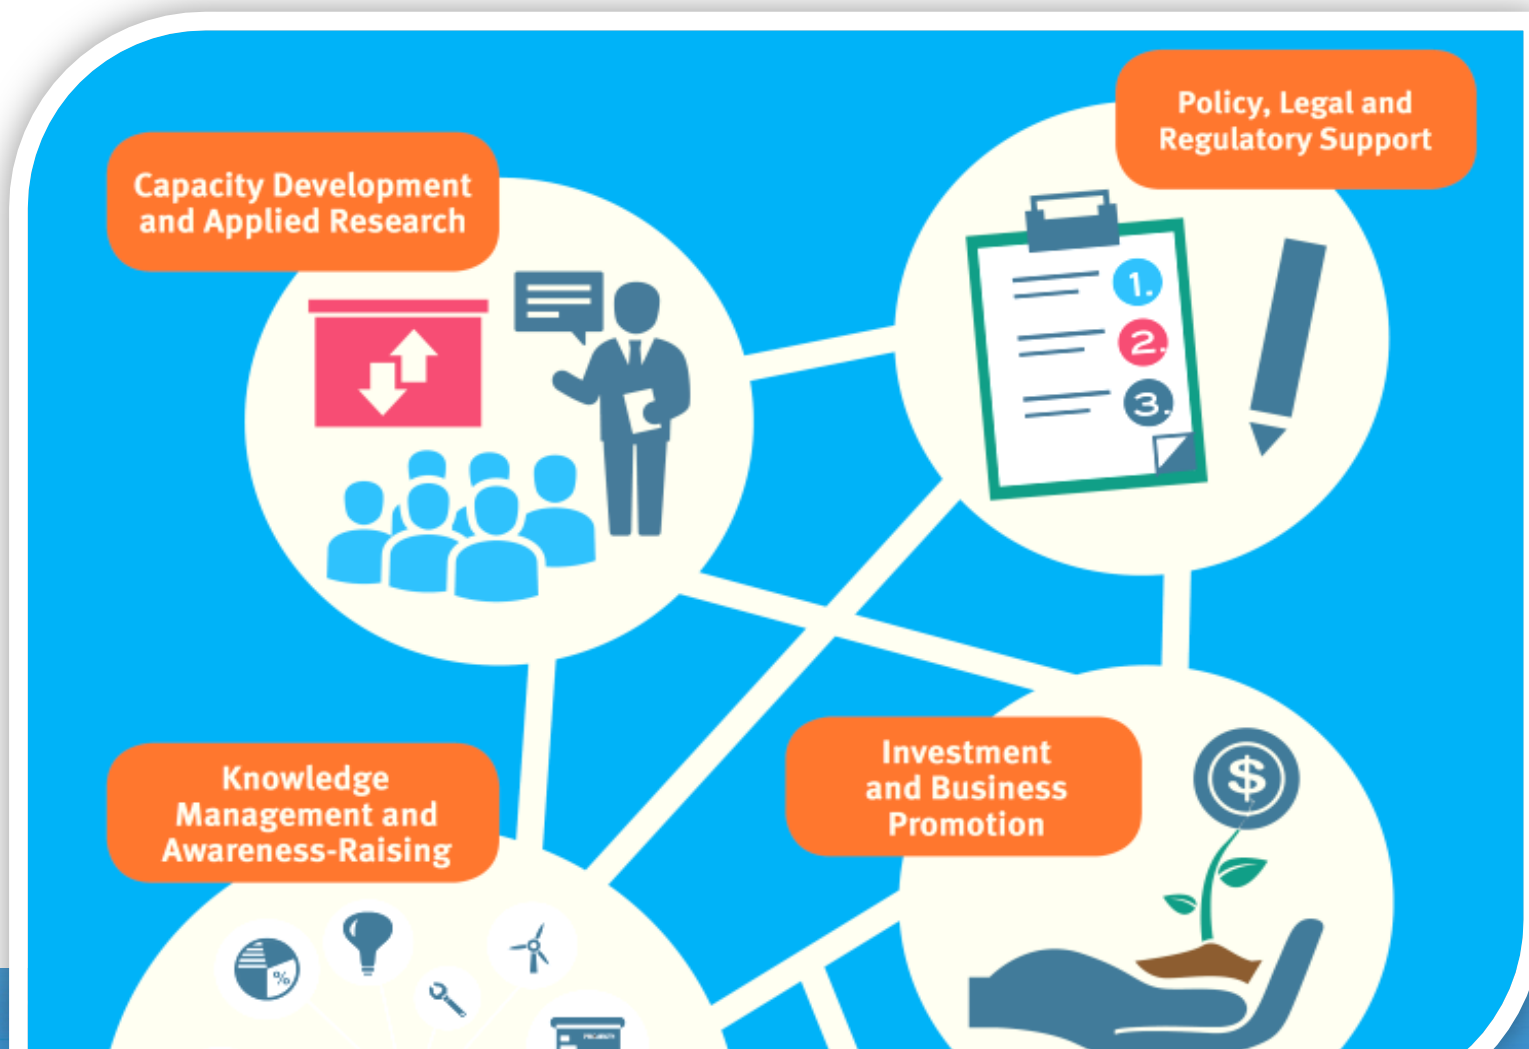 Policy, Legal and
Regulatory Support
Capacity Development
and Applied Research
1.
2.
3.
Investment
and Business
Promotion
Knowledge
Management and
Awareness-Raising
$
%